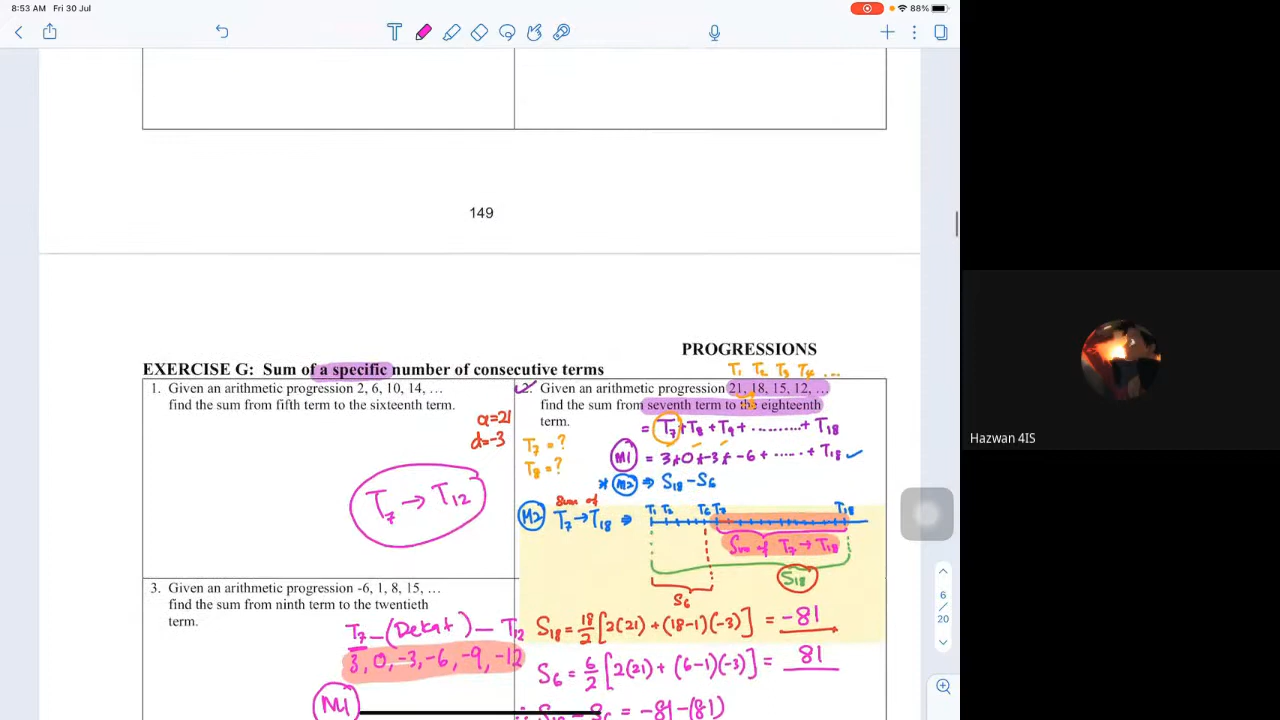 8:53 AM Fri 30 Jul
88%
149
PROGRESSIONS
EXERCISE G: Sum of a specific number of consecutive terms
T₁ T₂ T₃ T₄ ...
1. Given an arithmetic progression 2, 6, 10, 14, …
find the sum from fifth term to the sixteenth term.
a=21
d=-3
T₇ → T₁₂
2. Given an arithmetic progression 21, 18, 15, 12, …
find the sum from seventh term to the eighteenth
term.
= T₇ + T₈ + T₉ + .......... + T₁₈
T₇ = ?
T₈ = ?
M1 = 3 + 0 + -3 + -6 + ...... + T₁₈ ✓
* M2 ⇒ S₁₈ - S₆
M2 Sum of T₇ → T₁₈ ⇒
T₁ T₂ T₆ T₇ T₁₈
Sum of T₇ → T₁₈
S₁₈
S₆
3. Given an arithmetic progression -6, 1, 8, 15, …
find the sum from ninth term to the twentieth
term.
T₇ – (Dekat) – T₁₂
3, 0, -3, -6, -9, -12
M1
S₁₈ = 18/2 [2(21) + (18-1)(-3)] = -81
S₆ = 6/2 [2(21) + (6-1)(-3)] = 81
∴ S₁₈ - S₆ = -81 - (81)
6
/
20
Hazwan 4IS